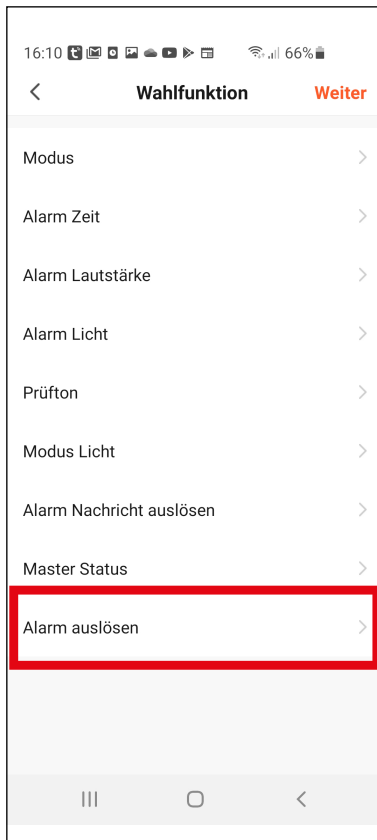 16:10 66%
Wahlfunktion Weiter
Modus
Alarm Zeit
Alarm Lautstärke
Alarm Licht
Prüfton
Modus Licht
Alarm Nachricht auslösen
Master Status
Alarm auslösen